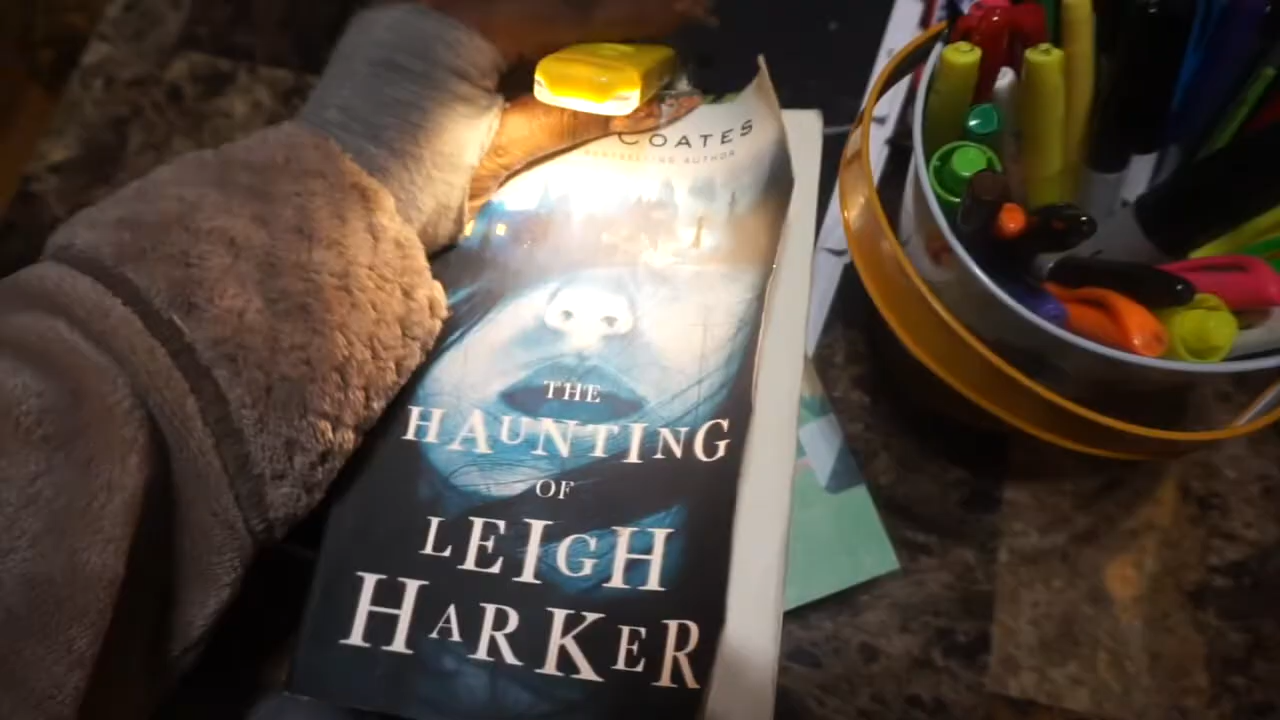 COATES
BESTSELLING AUTHOR
THE
HAUNTING
OF
LEIGH
HARKER